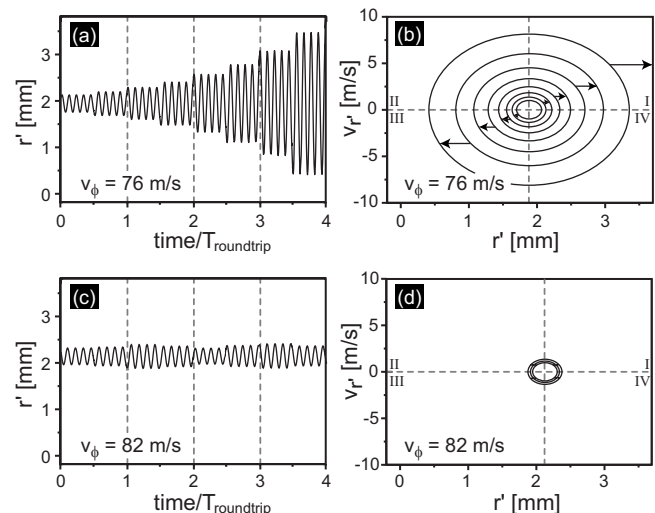 (a)
r' [mm]
3
2
1
0
v_ϕ = 76 m/s
0 1 2 3 4
time/T_roundtrip
(b)
v_r' [m/s]
10
5
0
-5
-10
II I
III IV
v_ϕ = 76 m/s
0 1 2 3
r' [mm]
(c)
r' [mm]
3
2
1
0
v_ϕ = 82 m/s
0 1 2 3 4
time/T_roundtrip
(d)
v_r' [m/s]
10
5
0
-5
-10
II I
III IV
v_ϕ = 82 m/s
0 1 2 3
r' [mm]